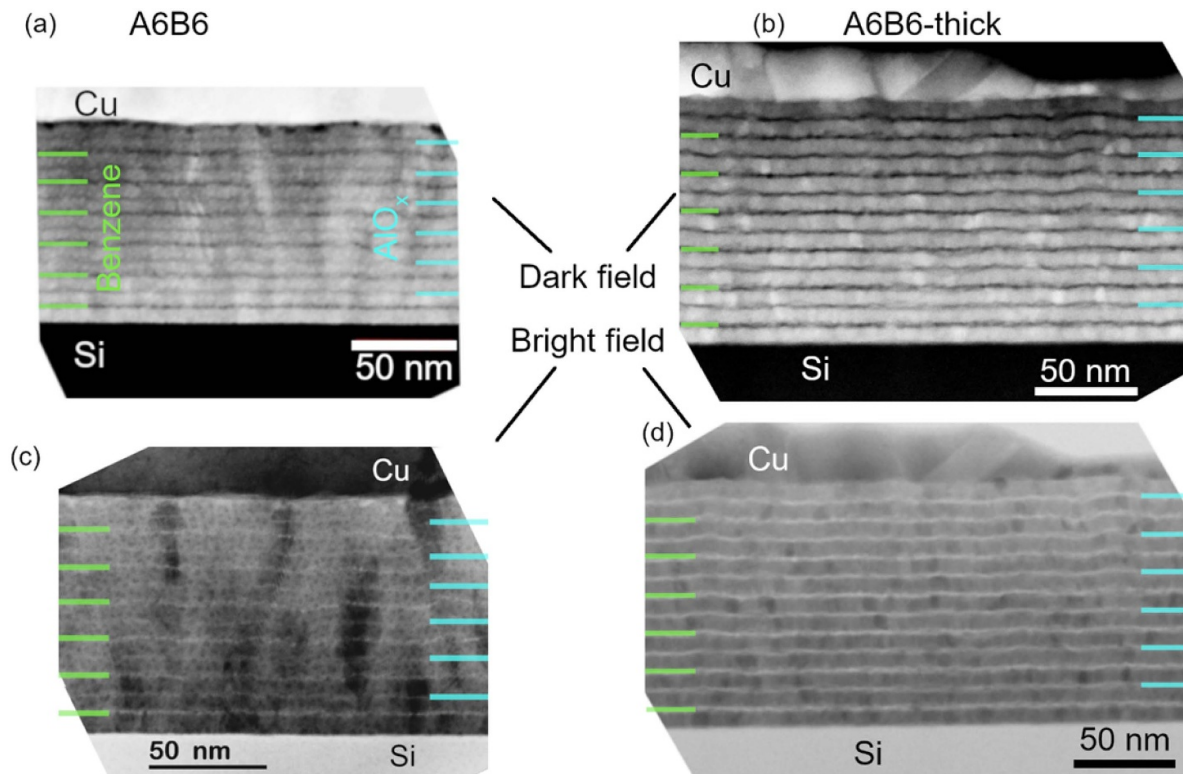 (a) A6B6
(b) A6B6-thick
Cu
Cu
Benzene
AlOₓ
Dark field
Bright field
Si
50 nm
Si
50 nm
(c)
Cu
(d)
Cu
50 nm
Si
Si
50 nm